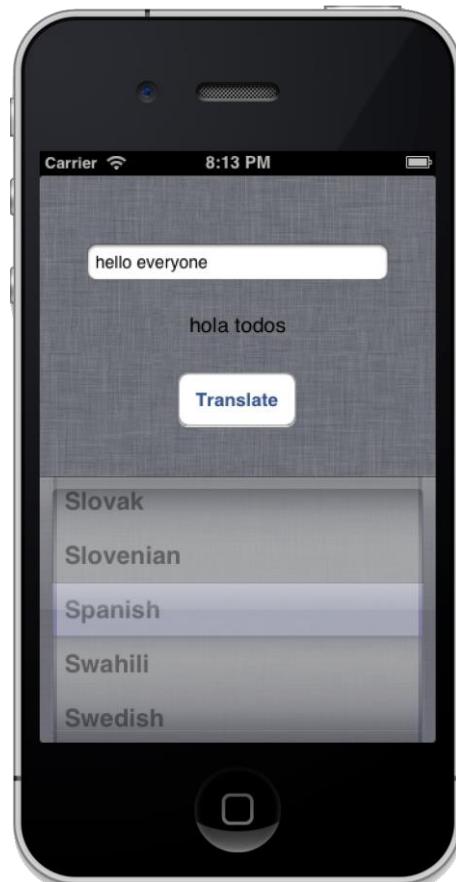 Carrier 8:13 PM
hello everyone
hola todos
Translate
Slovak
Slovenian
Spanish
Swahili
Swedish